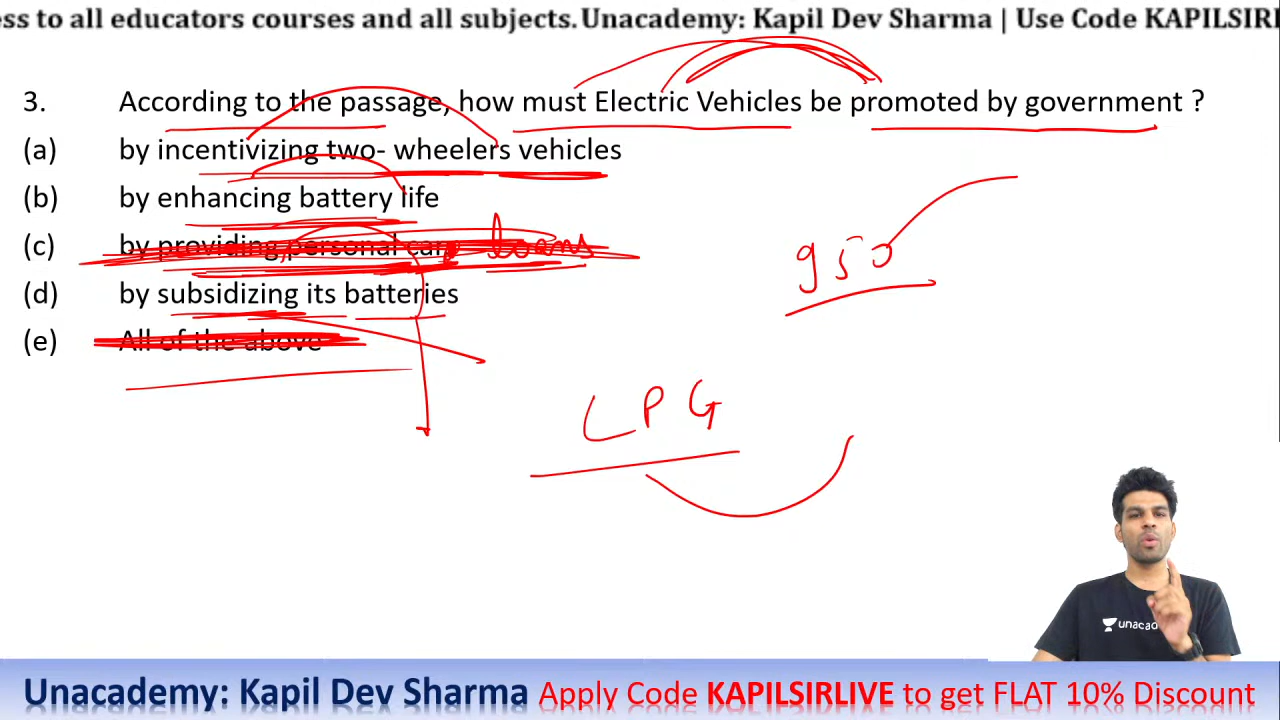 ss to all educators courses and all subjects. Unacademy: Kapil Dev Sharma | Use Code KAPILSIRLI
3. According to the passage, how must Electric Vehicles be promoted by government ?
(a) by incentivizing two- wheelers vehicles
(b) by enhancing battery life
(c) by providing personal car loans
(d) by subsidizing its batteries
(e) All of the above
LPG
unacad
Unacademy: Kapil Dev Sharma Apply Code KAPILSIRLIVE to get FLAT 10% Discount